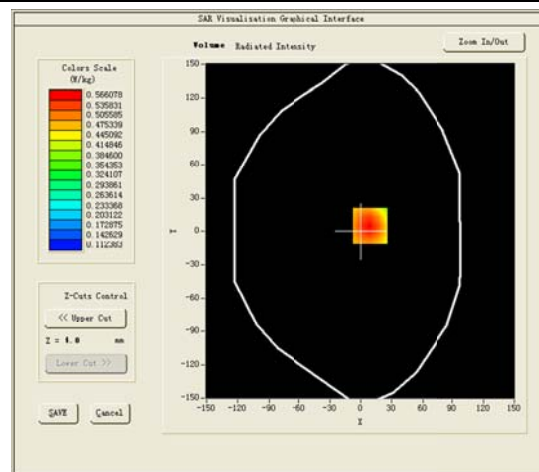 SAR Visualisation Graphical Interface
Volume Radiated Intensity
Zoom In/Out
Colors Scale
(W/kg)
0.566078
0.535831
0.505585
0.475339
0.445092
0.414846
0.384600
0.354353
0.324107
0.293861
0.263614
0.233368
0.203122
0.172875
0.142629
0.112383
150
120
90
60
30
0
-30
-60
-90
-120
-150
Y
-150 -120 -90 -60 -30 0 30 60 90 120 150
X
Z-Cuts Control
<< Upper Cut
Z = 4.0 mm
Lower Cut >>
SAVE Cancel